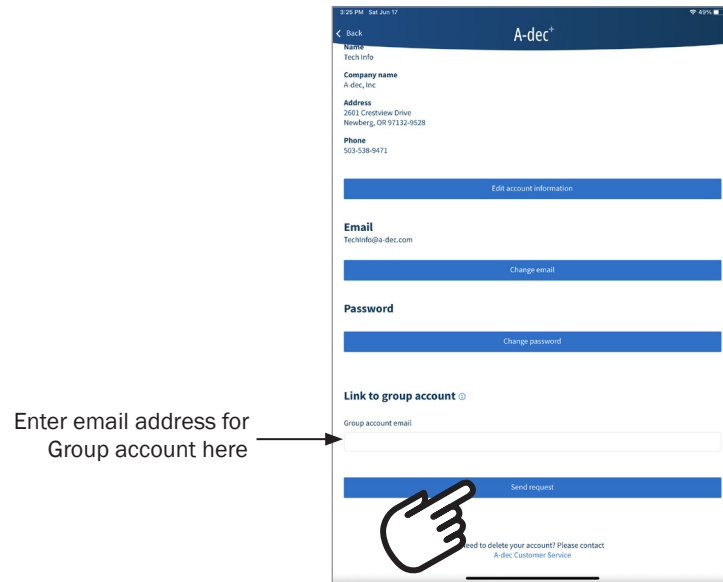 3:25 PM Sat Jun 17
49%
Back
A-dec+
Name
Tech Info
Company name
A-dec, Inc
Address
2601 Crestview Drive
Newberg, OR 97132-9528
Phone
503-538-9471
Edit account information
Email
TechInfo@a-dec.com
Change email
Password
Change password
Link to group account
Group account email
Enter email address for
Group account here
Send request
eed to delete your account? Please contact
A-dec Customer Service